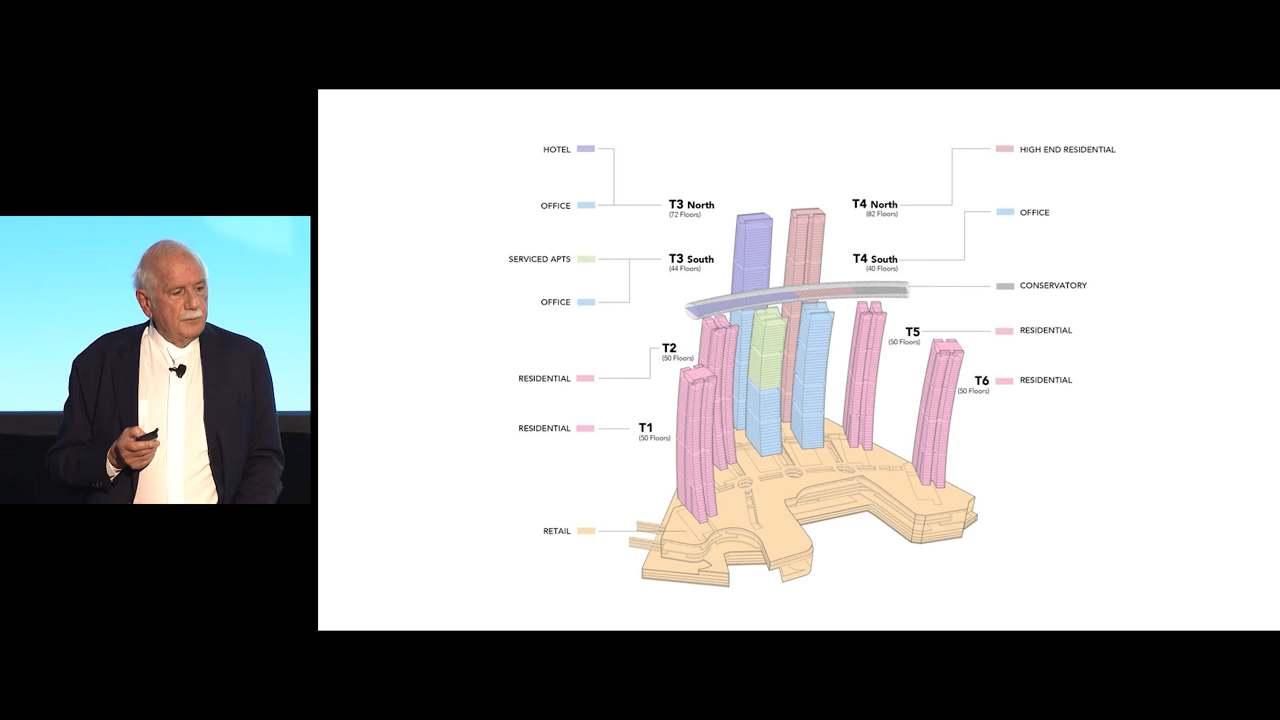 HOTEL
OFFICE
T3 North
(72 Floors)
SERVICED APTS
T3 South
(44 Floors)
OFFICE
T2
(50 Floors)
RESIDENTIAL
RESIDENTIAL
T1
(50 Floors)
RETAIL
HIGH END RESIDENTIAL
T4 North
(82 Floors)
OFFICE
T4 South
(40 Floors)
CONSERVATORY
T5
(50 Floors)
RESIDENTIAL
T6
(50 Floors)
RESIDENTIAL